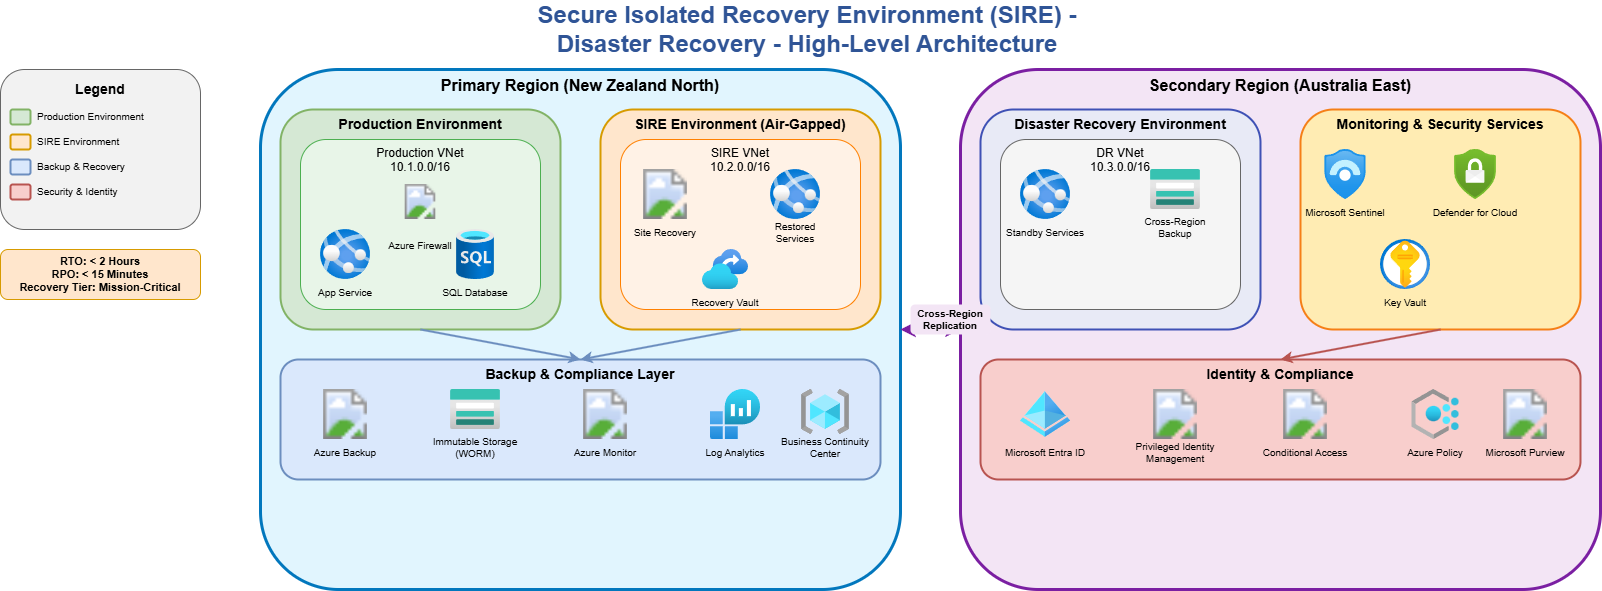 Secure Isolated Recovery Environment (SIRE) -
Disaster Recovery - High-Level Architecture
Legend
Production Environment
SIRE Environment
Backup & Recovery
Security & Identity
RTO: < 2 Hours
RPO: < 15 Minutes
Recovery Tier: Mission-Critical
Primary Region (New Zealand North)
Production Environment
Production VNet
10.1.0.0/16
Azure Firewall
App Service
SQL
SQL Database
SIRE Environment (Air-Gapped)
SIRE VNet
10.2.0.0/16
Site Recovery
Restored
Services
Recovery Vault
Backup & Compliance Layer
Azure Backup
Immutable Storage
(WORM)
Azure Monitor
Log Analytics
Business Continuity
Center
Cross-Region
Replication
Secondary Region (Australia East)
Disaster Recovery Environment
DR VNet
10.3.0.0/16
Standby Services
Cross-Region
Backup
Monitoring & Security Services
Microsoft Sentinel
Defender for Cloud
Key Vault
Identity & Compliance
Microsoft Entra ID
Privileged Identity
Management
Conditional Access
Azure Policy
Microsoft Purview